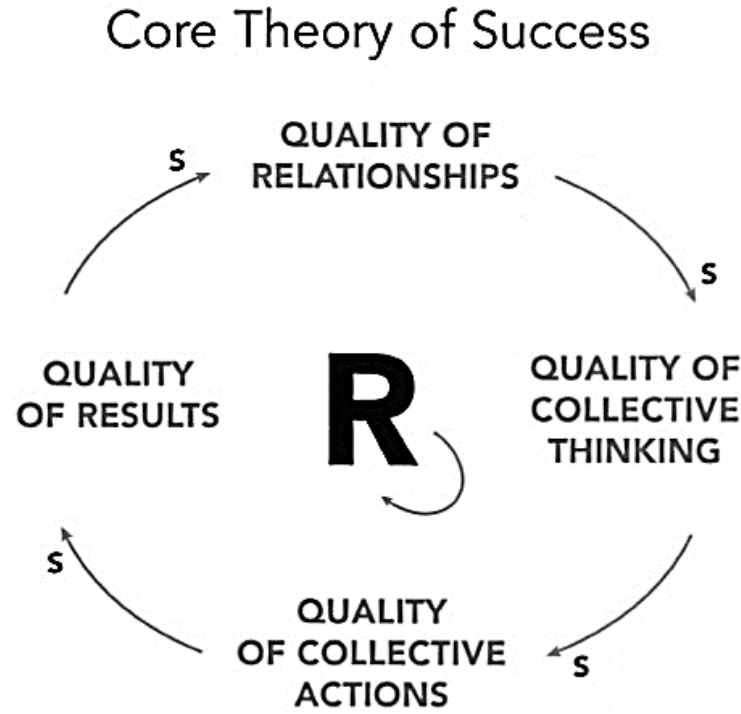 Core Theory of Success
QUALITY OF
RELATIONSHIPS
S
S
QUALITY OF
COLLECTIVE
THINKING
QUALITY
OF RESULTS
R
S
S
QUALITY
OF COLLECTIVE
ACTIONS